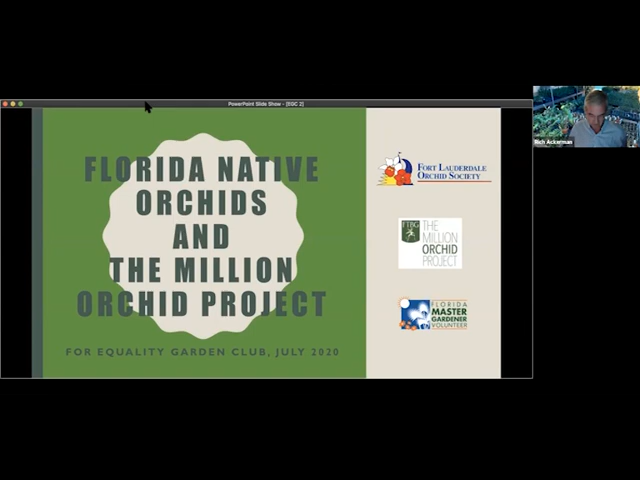 PowerPoint Slide Show - [EGC 2]
Rich Ackerman
FLORIDA NATIVE
ORCHIDS
AND
THE MILLION
ORCHID PROJECT
FOR EQUALITY GARDEN CLUB, JULY 2020
FORT LAUDERDALE
ORCHID SOCIETY
FTBG
THE
MILLION
ORCHID
PROJECT
FLORIDA
MASTER
GARDENER
VOLUNTEER